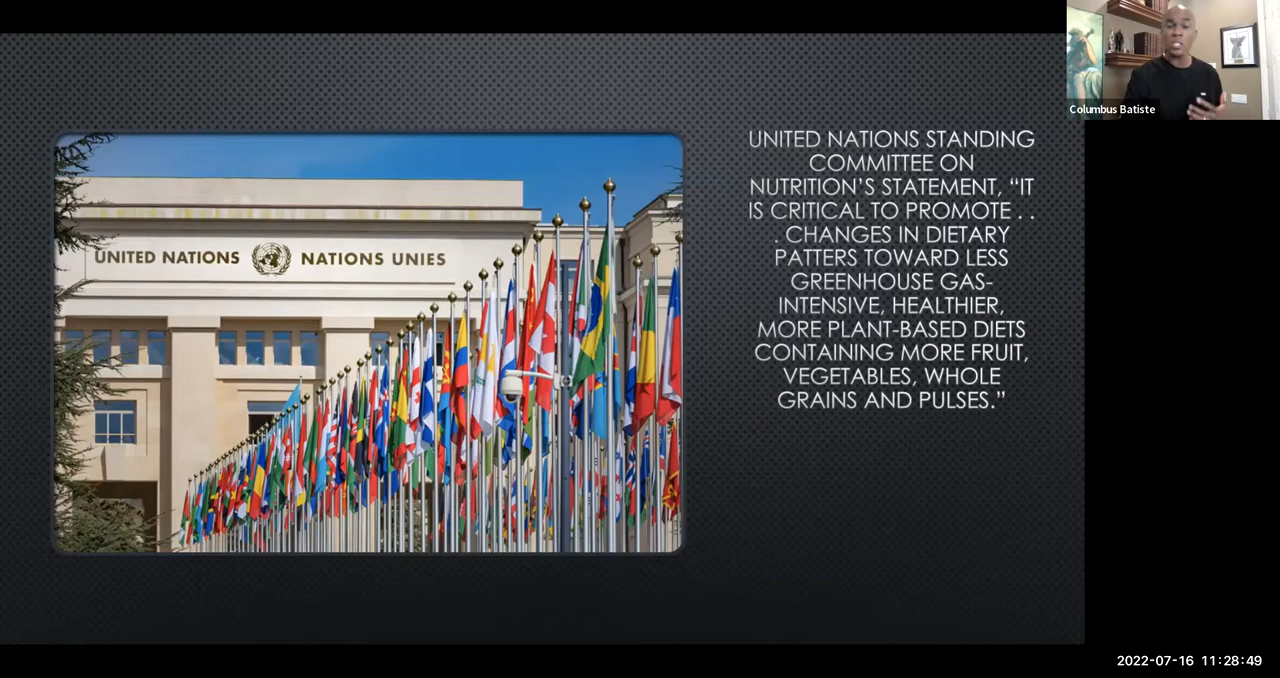 Columbus Batiste
UNITED NATIONS
NATIONS UNIES
UNITED NATIONS STANDING
COMMITTEE ON
NUTRITION’S STATEMENT, “IT
IS CRITICAL TO PROMOTE . .
. CHANGES IN DIETARY
PATTERS TOWARD LESS
GREENHOUSE GAS-
INTENSIVE, HEALTHIER,
MORE PLANT-BASED DIETS
CONTAINING MORE FRUIT,
VEGETABLES, WHOLE
GRAINS AND PULSES.”
2022-07-16 11:28:49